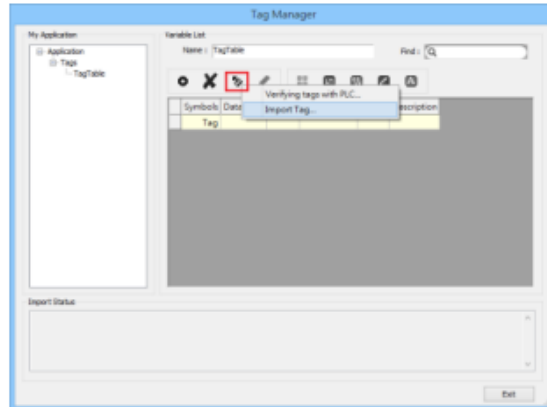 Tag Manager
My Application
Application
Tags
TagTable
Variable List
Name : TagTable
Find :
Verifying tags with PLC...
Import Tag...
Symbols Data escription
Tag
Import Status
Exit